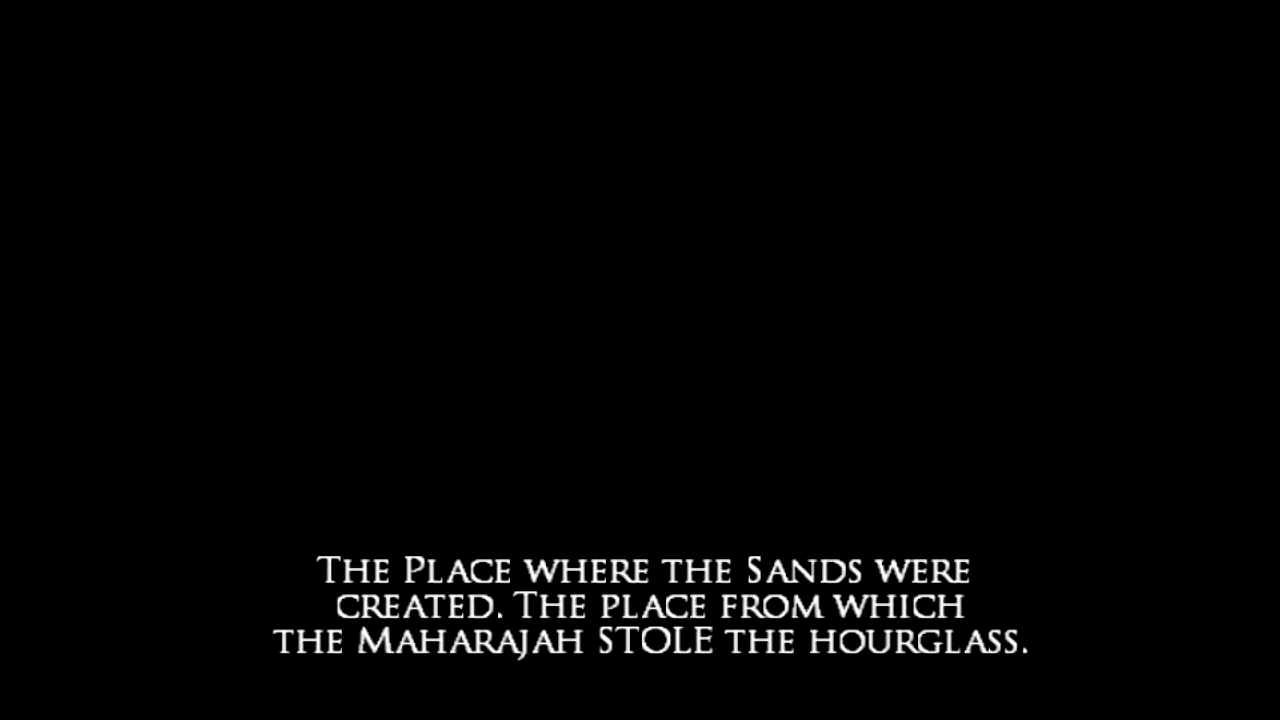 The Place where the Sands were
created. The place from which
the Maharajah STOLE the hourglass.